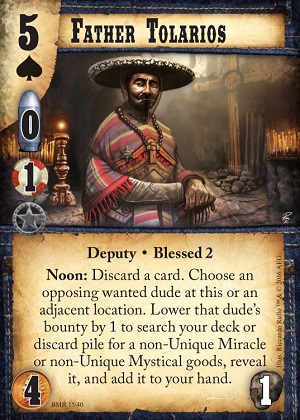 5 FATHER TOLARIOS
0
1
Deputy • Blessed 2
Noon: Discard a card. Choose an
opposing wanted dude at this or an
adjacent location. Lower that dude's
bounty by 1 to search your deck or
discard pile for a non-Unique Miracle
or non-Unique Mystical goods, reveal
it, and add it to your hand.
4
BMR 15/40
1